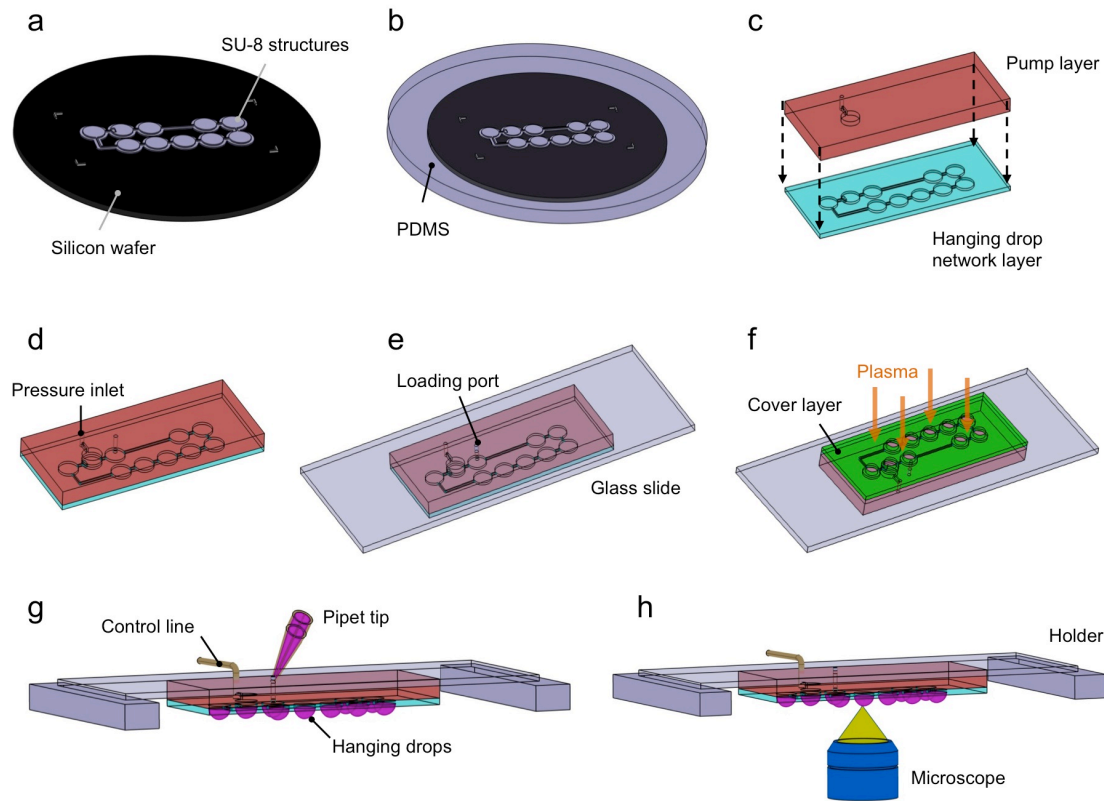 a
SU-8 structures
Silicon wafer
b
PDMS
c
Pump layer
Hanging drop
network layer
d
Pressure inlet
e
Loading port
Glass slide
f
Plasma
Cover layer
g
Control line
Pipet tip
Hanging drops
h
Holder
Microscope